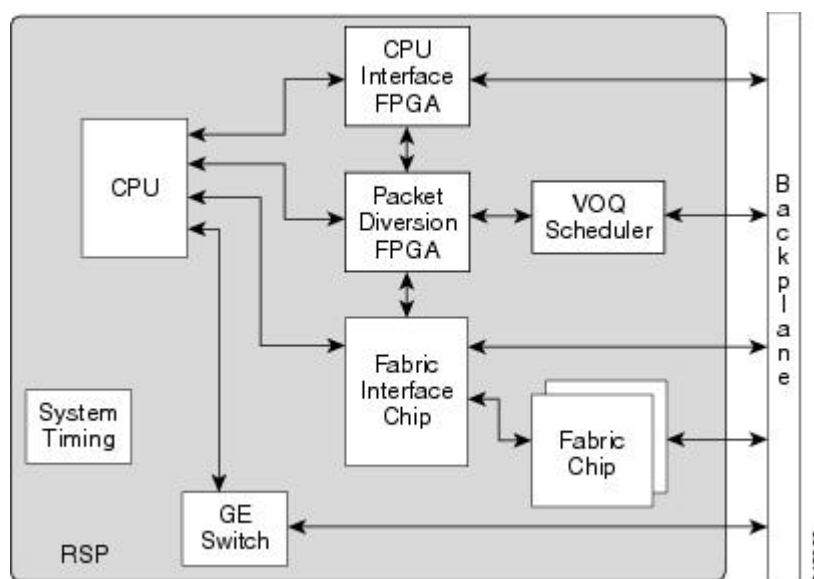 CPU
Interface
FPGA
CPU
Packet
Diversion
FPGA
VOQ
Scheduler
Backplane
Fabric
Interface
Chip
System
Timing
Fabric
Chip
GE
Switch
RSP